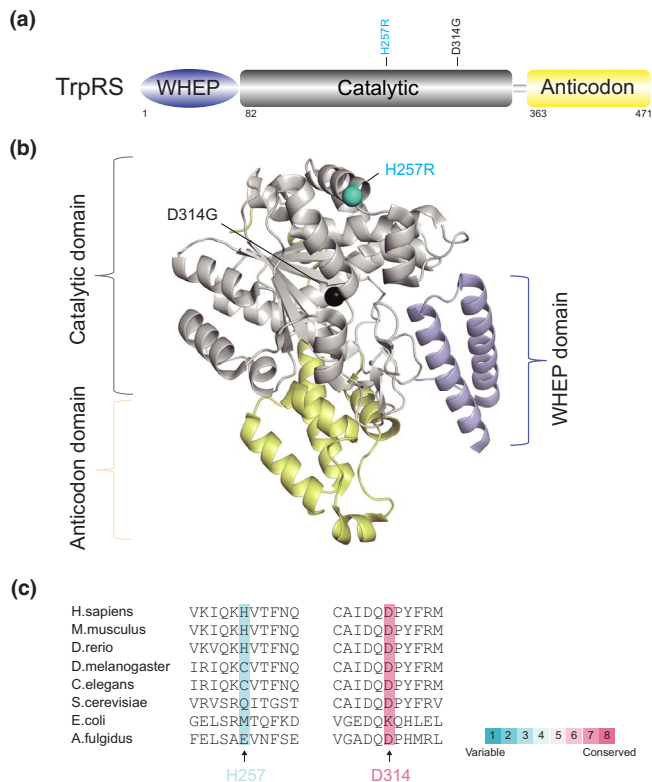 (a)
H257R
D314G
TrpRS WHEP Catalytic Anticodon
1 82 363 471
(b)
H257R
D314G
Catalytic domain
WHEP domain
Anticodon domain
(c)
H.sapiens VKIQKHVTFNQ CAIDQDPYFRM
M.musculus VKIQKHVTFNQ CAIDQDPYFRM
D.rerio VKVQKHVTFNQ CAIDQDPYFRM
D.melanogaster IRIQKCVTFNQ CAIDQDPYFRM
C.elegans IRIQKCVTFNQ CAIDQDPYFRM
S.cerevisiae VRVSRQITGST CAIDQDPYFRV
E.coli GELSRMTQFKD VGEDQKQHLEL
A.fulgidus FELSAEVNFSE VGADQDPHMRL
1 2 3 4 5 6 7 8
Variable Conserved
H257 D314